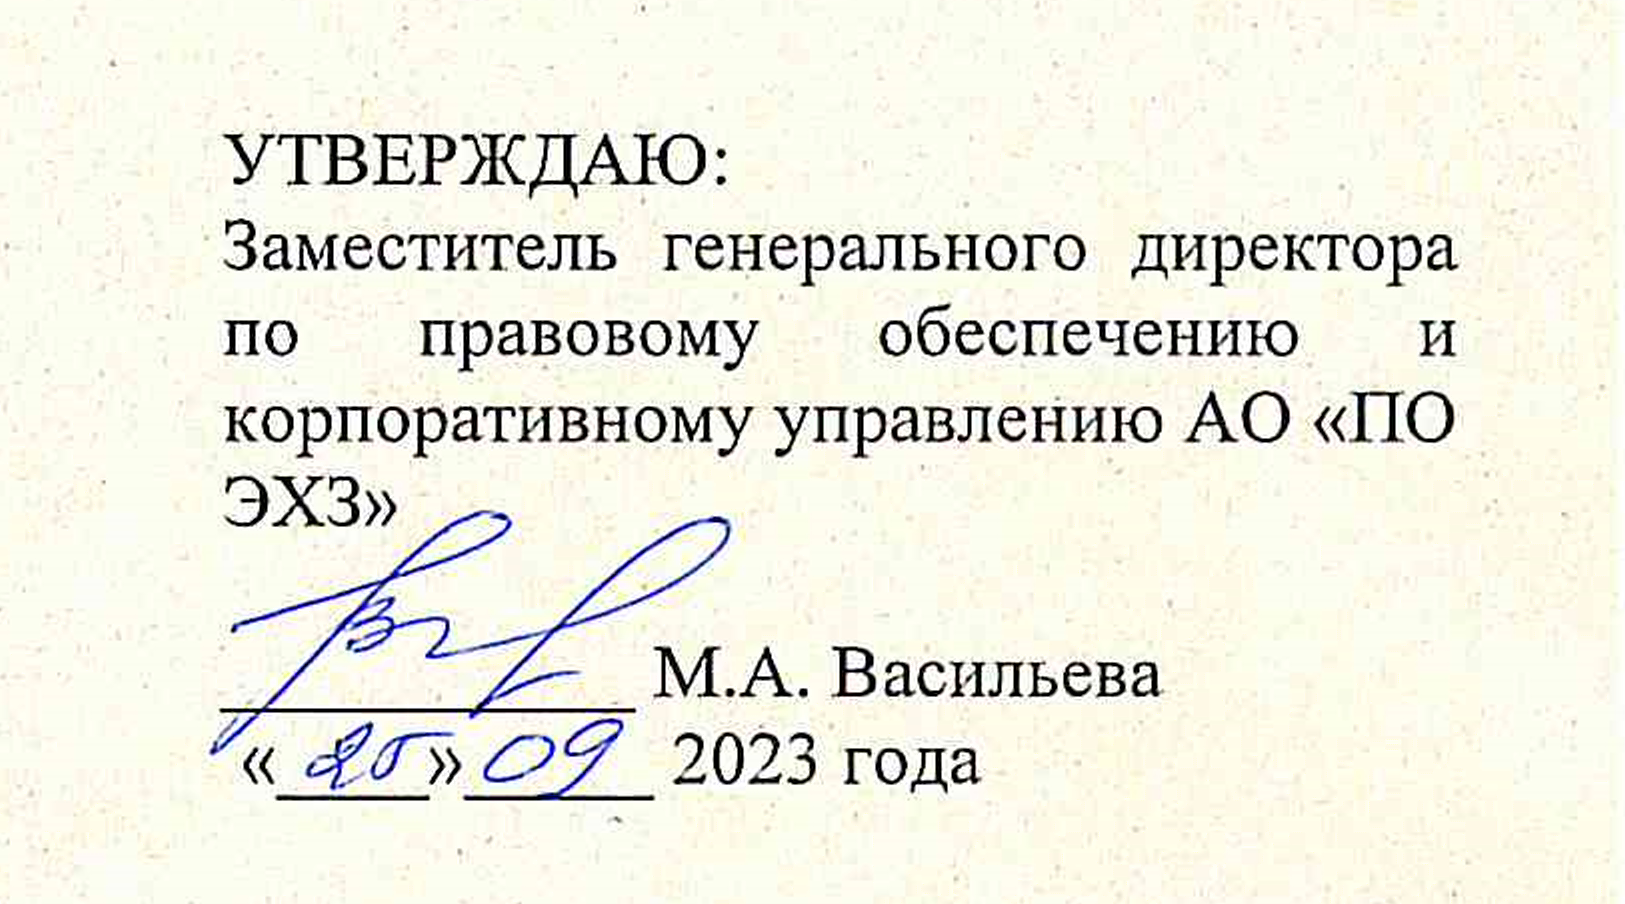 УТВЕРЖДАЮ:
Заместитель генерального директора
по правовому обеспечению и
корпоративному управлению АО «ПО
ЭХЗ»
М.А. Васильева
«25» 09 2023 года